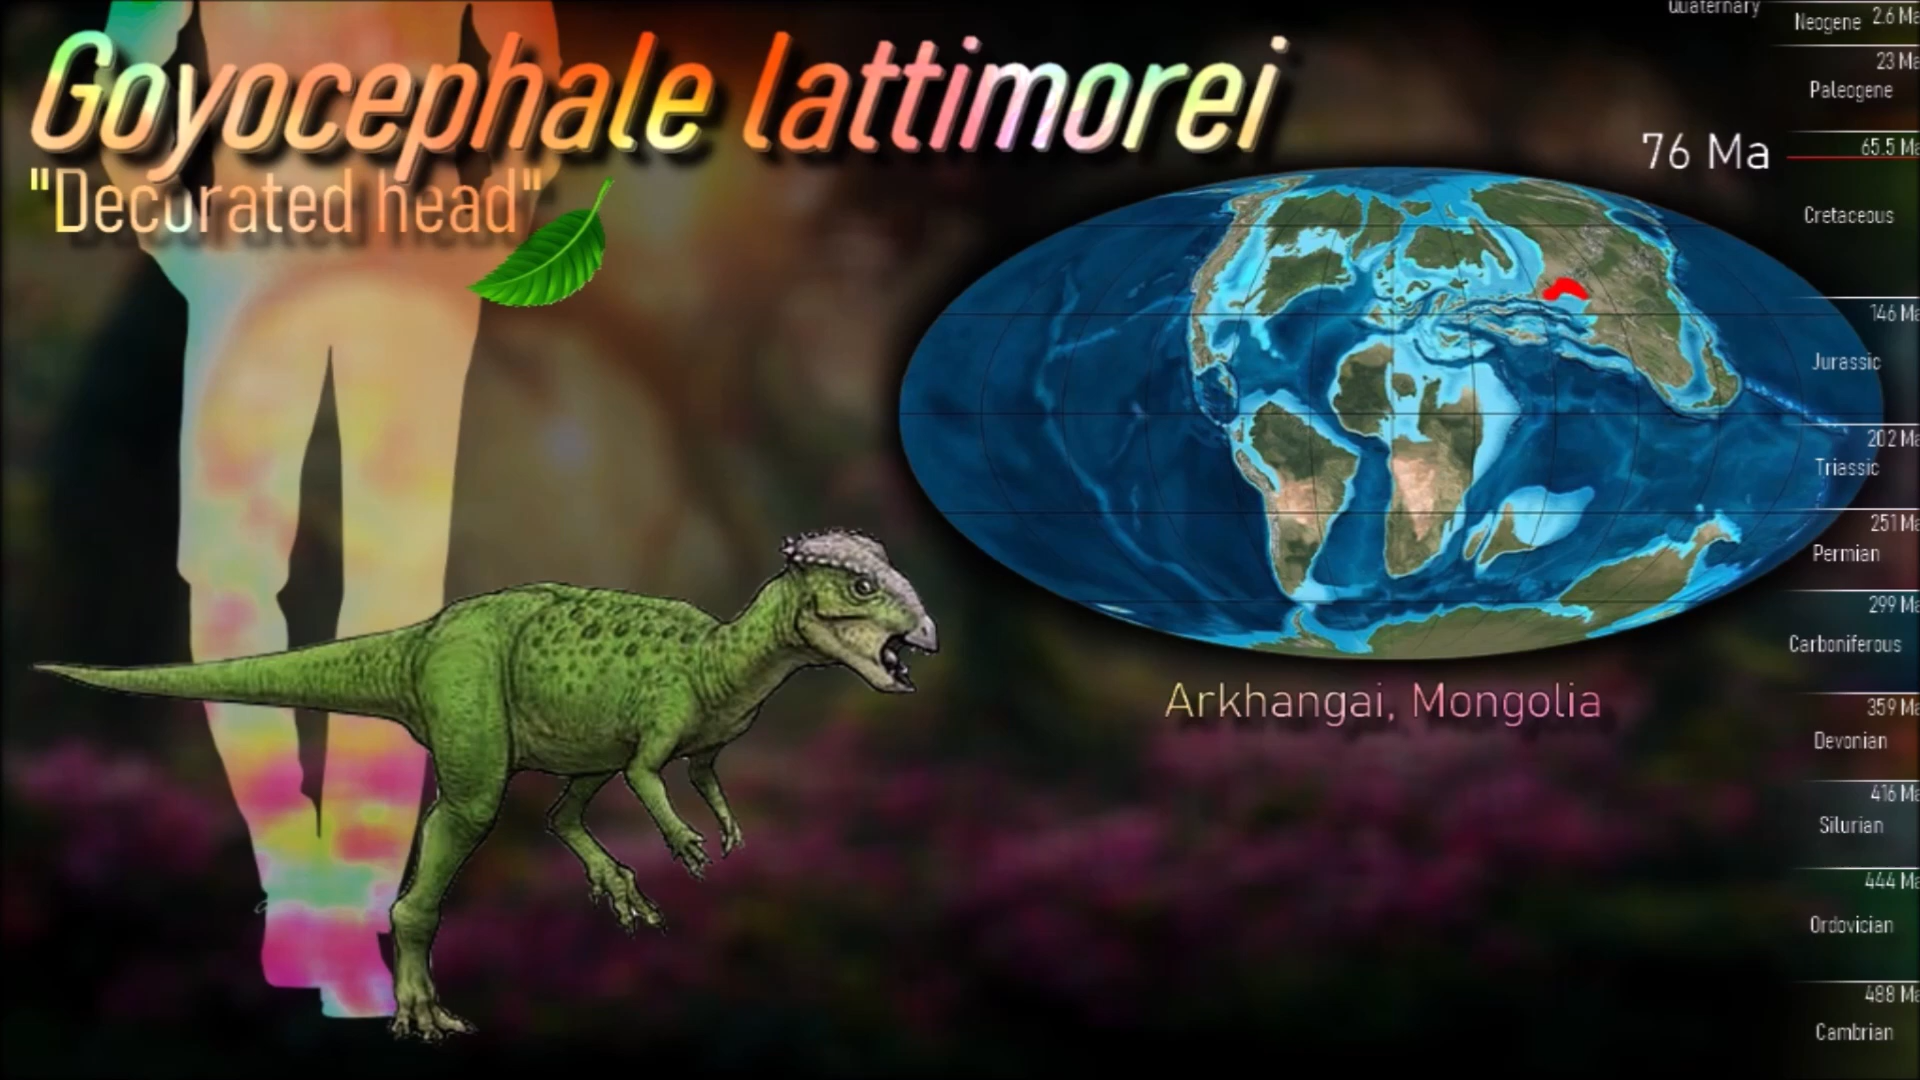 Goyocephale lattimorei
"Decorated head"
76 Ma
Arkhangai, Mongolia
Quaternary
2.6 Ma
Neogene
23 Ma
Paleogene
65.5 Ma
Cretaceous
146 Ma
Jurassic
202 Ma
Triassic
251 Ma
Permian
299 Ma
Carboniferous
359 Ma
Devonian
416 Ma
Silurian
444 Ma
Ordovician
488 Ma
Cambrian